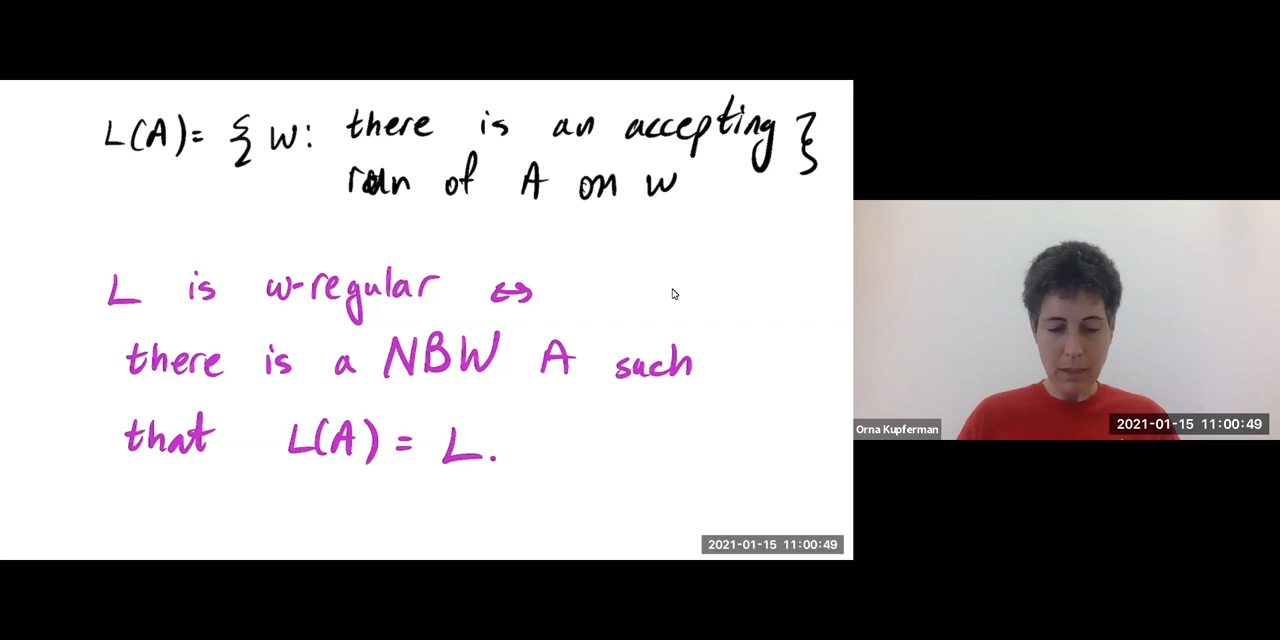 L(A)= { w: there is an accepting }
run of A on w
L is ω-regular ↔
there is a NBW A such
that L(A) = L.
Orna Kupferman
2021-01-15 11:00:49
2021-01-15 11:00:49